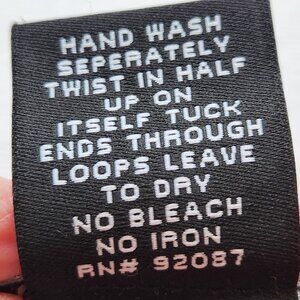 HAND WASH
SEPERATELY
TWIST IN HALF
UP ON
ITSELF TUCK
ENDS THROUGH
LOOPS LEAVE
TO DRY
NO BLEACH
NO IRON
RN# 92087